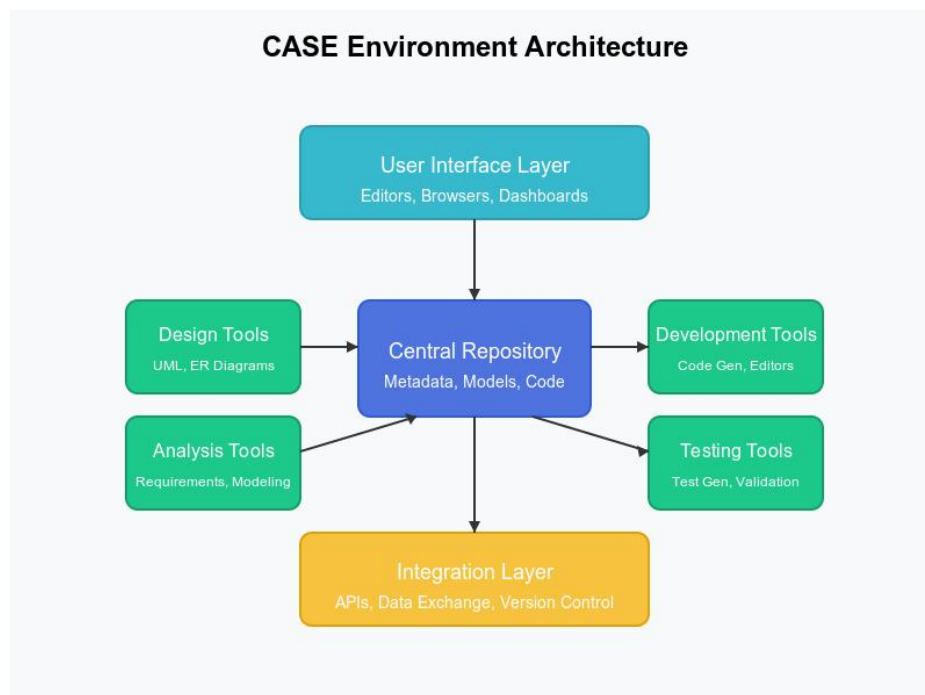 CASE Environment Architecture
User Interface Layer
Editors, Browsers, Dashboards
Design Tools
UML, ER Diagrams
Central Repository
Metadata, Models, Code
Development Tools
Code Gen, Editors
Analysis Tools
Requirements, Modeling
Testing Tools
Test Gen, Validation
Integration Layer
APIs, Data Exchange, Version Control